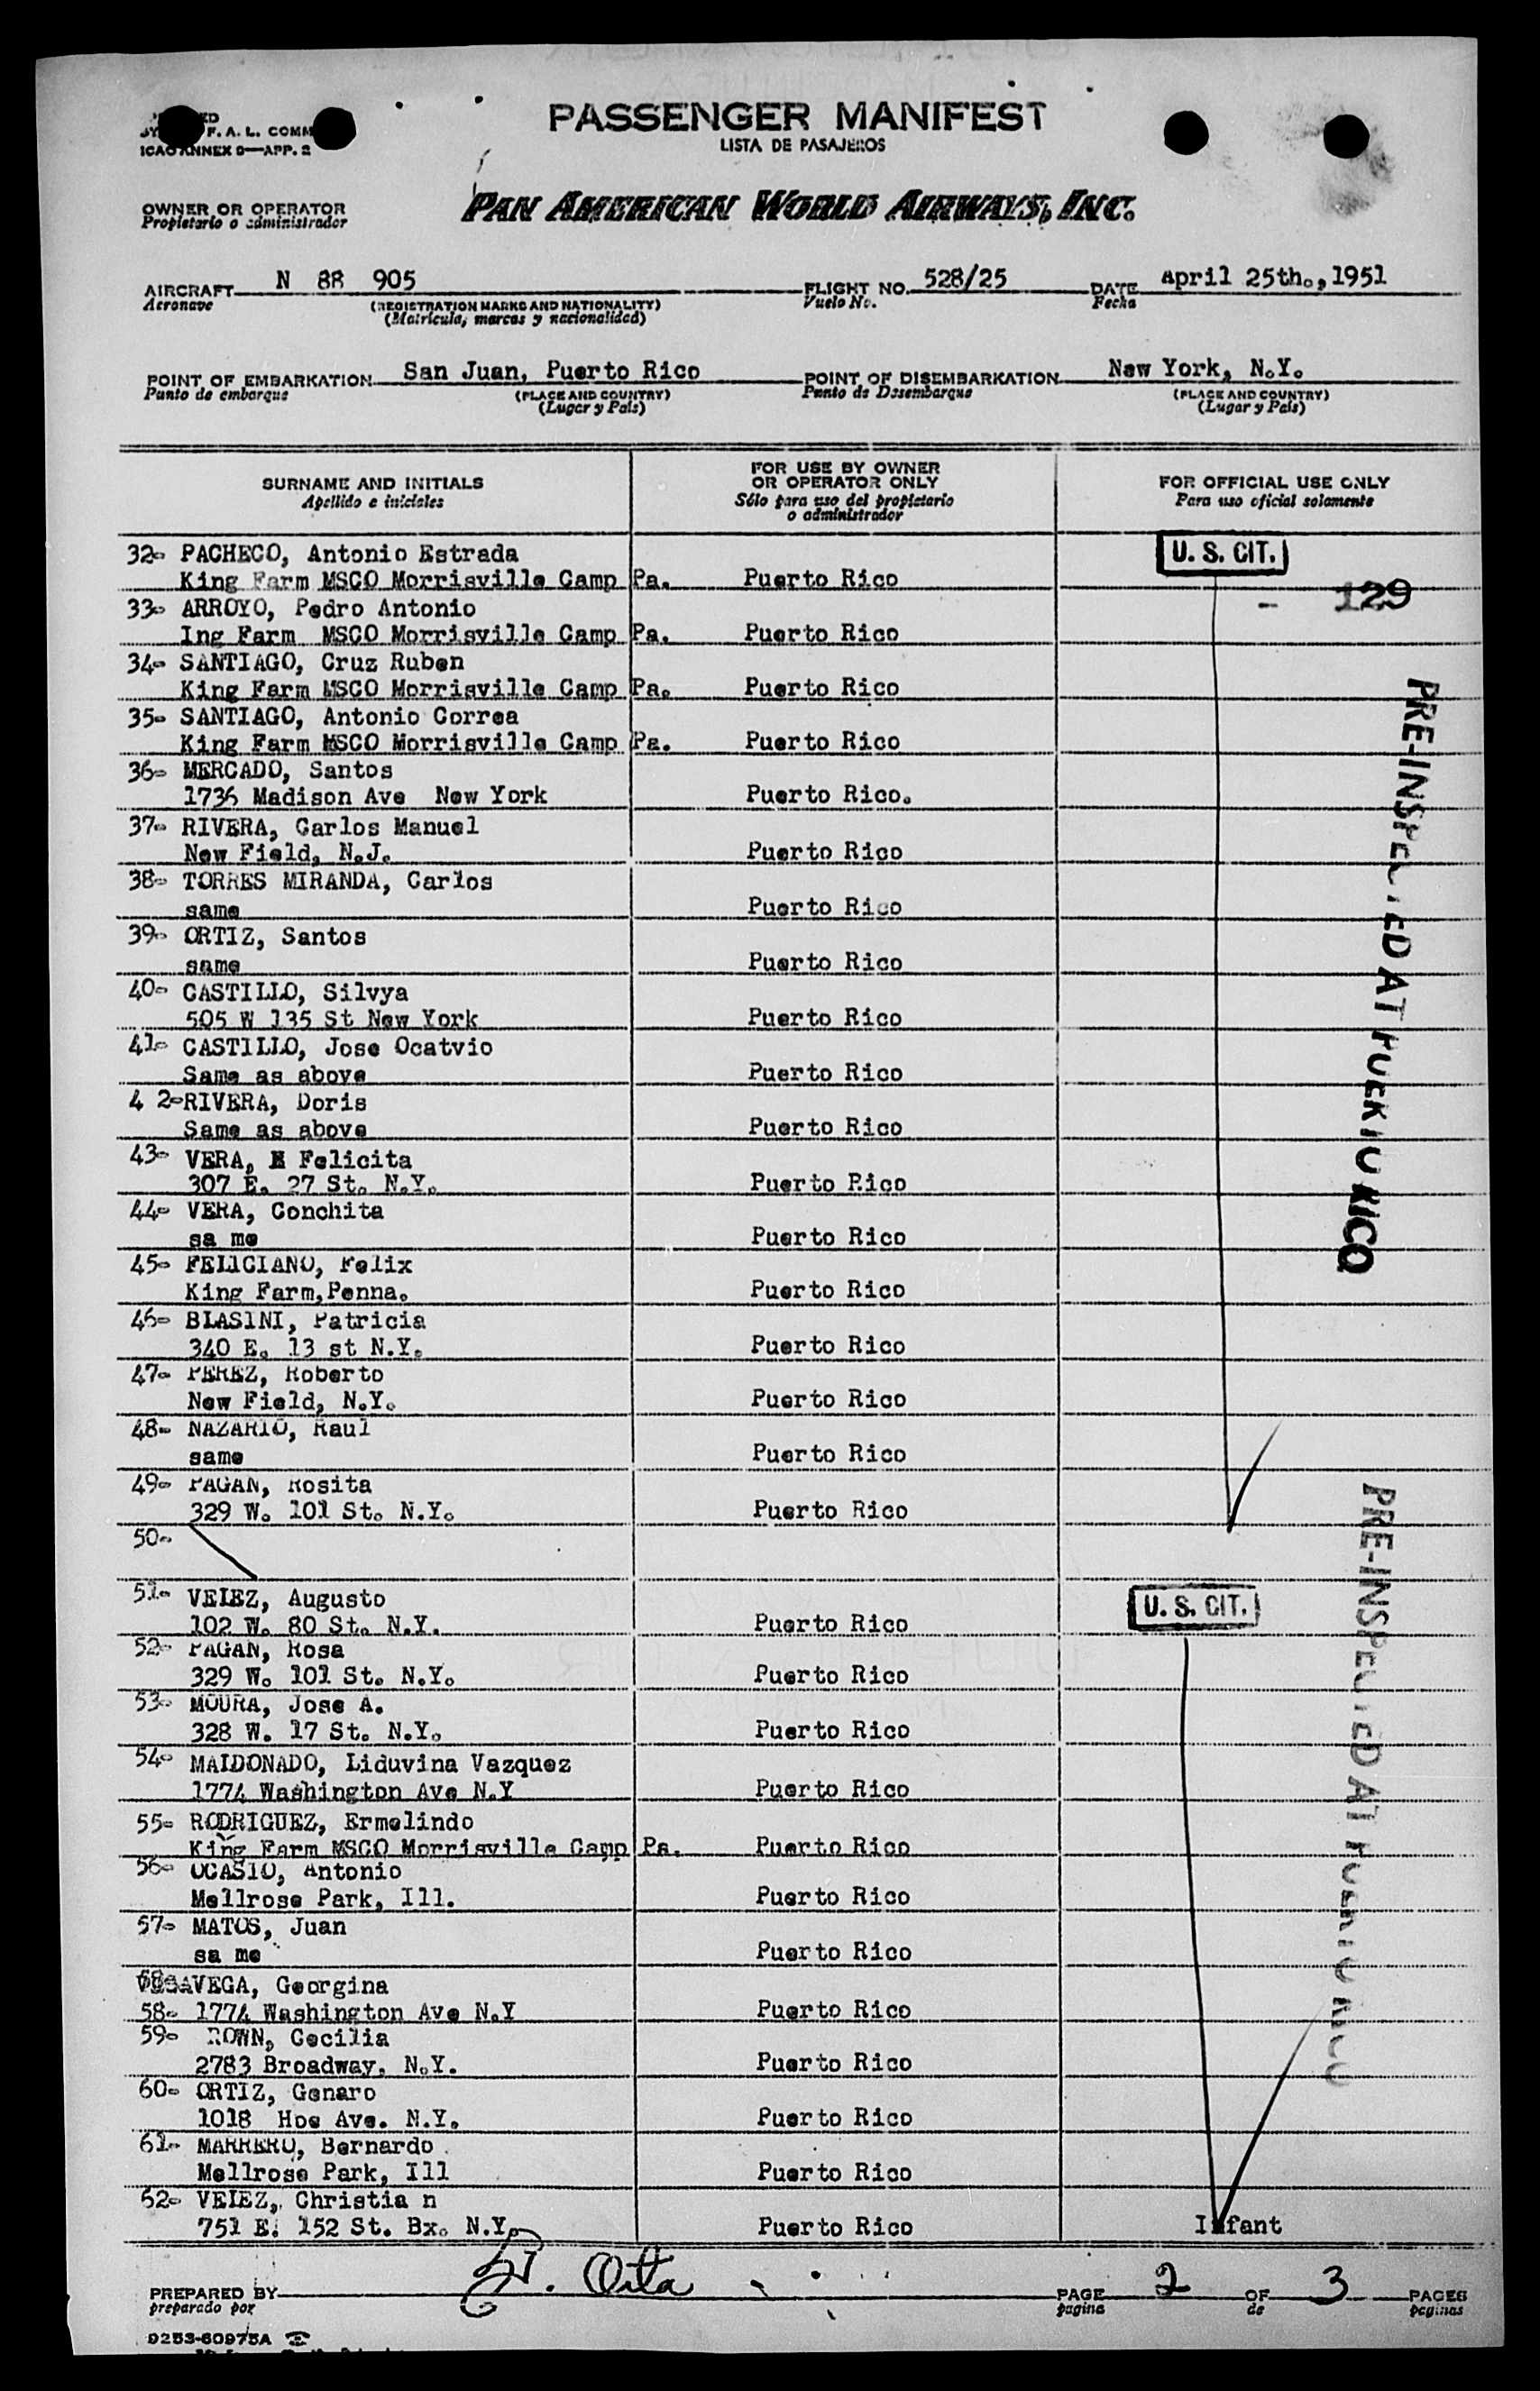 F. A. L. COMM
ICAO ANNEX 9—APP. 2
PASSENGER MANIFEST
LISTA DE PASAJEROS
OWNER OR OPERATOR
Propietario o administrador
PAN AMERICAN WORLD AIRWAYS, INC.
AIRCRAFT N 88 905 FLIGHT NO. 528/25 DATE April 25th., 1951
Aeronave (REGISTRATION MARKS AND NATIONALITY) Vuelo No. Fecha
(Matrícula, marcas y nacionalidad)
POINT OF EMBARKATION San Juan, Puerto Rico POINT OF DISEMBARKATION New York, N.Y.
Punto de embarque (PLACE AND COUNTRY) Punto de Desembarque (PLACE AND COUNTRY)
(Lugar y País) (Lugar y País)
SURNAME AND INITIALS FOR USE BY OWNER OR OPERATOR ONLY FOR OFFICIAL USE ONLY
Apellido e iniciales Sólo para uso del propietario o administrador Para uso oficial solamente
32- PACHECO, Antonio Estrada U. S. CIT.
King Farm MSCO Morrisville Camp Pa. Puerto Rico
- 129
33- ARROYO, Pedro Antonio
Ing Farm MSCO Morrisville Camp Pa. Puerto Rico
34- SANTIAGO, Cruz Ruben
King Farm MSCO Morrisville Camp Pa. Puerto Rico
35- SANTIAGO, Antonio Correa
King Farm MSCO Morrisville Camp Pa. Puerto Rico
36- MERCADO, Santos
1736 Madison Ave New York Puerto Rico.
37- RIVERA, Carlos Manuel
New Field, N.J. Puerto Rico
38- TORRES MIRANDA, Carlos
same Puerto Rico
39- ORTIZ, Santos
same Puerto Rico
40- CASTILLO, Silvya
505 W 135 St New York Puerto Rico
41- CASTILLO, Jose Ocatvio
Same as above Puerto Rico
4 2-RIVERA, Doris
Same as above Puerto Rico
43- VERA, Felicita
307 E. 27 St. N.Y. Puerto Rico
44- VERA, Conchita
sa me Puerto Rico
45- FELICIANO, Felix
King Farm,Penna. Puerto Rico
46- BLASINI, Patricia
340 E. 13 st N.Y. Puerto Rico
47- PEREZ, Roberto
New Field, N.Y. Puerto Rico
48- NAZARIO, Raul
same Puerto Rico
49- PAGAN, Rosita
329 W. 101 St. N.Y. Puerto Rico
50-
PRE-INSPECTED AT PUERTO RICO
51- VELEZ, Augusto U. S. CIT.
102 W. 80 St. N.Y. Puerto Rico
52- PAGAN, Rosa
329 W. 101 St. N.Y. Puerto Rico
53- MOURA, Jose A.
328 W. 17 St. N.Y. Puerto Rico
54- MALDONADO, Liduvina Vazquez
1774 Washington Ave N.Y Puerto Rico
55- RODRIGUEZ, Ermelindo
King Farm MSCO Morrisville Camp Pa. Puerto Rico
56- OCASIO, Antonio
Mellrose Park, Ill. Puerto Rico
57- MATOS, Juan
sa me Puerto Rico
VEGA, Georgina
58- 1774 Washington Ave N.Y Puerto Rico
59- ROWN, Cecilia
2783 Broadway, N.Y. Puerto Rico
60- ORTIZ, Genaro
1018 Hoe Ave. N.Y. Puerto Rico
61- MARRERO, Bernardo
Mellrose Park, Ill Puerto Rico
62- VELEZ, Christia n
751 E. 152 St. Bx. N.Y. Puerto Rico Infant
PRE-INSPECTED AT PUERTO RICO
PREPARED BY PAGE 2 OF 3 PAGES
preparado por pagina de paginas
9253-60975A